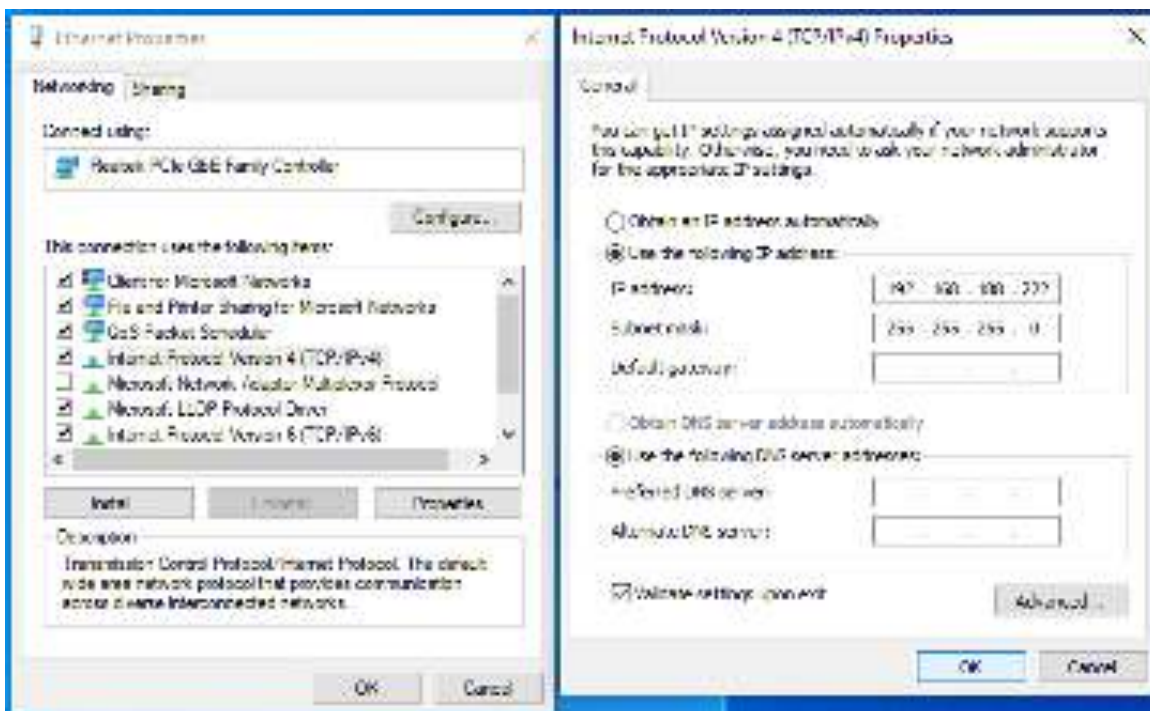 Ethernet Properties
Networking
Sharing
Connect using:
Realtek PCIe GBE Family Controller
Configure...
This connection uses the following items:
Client for Microsoft Networks
File and Printer Sharing for Microsoft Networks
QoS Packet Scheduler
Internet Protocol Version 4 (TCP/IPv4)
Microsoft Network Adapter Multiplexor Protocol
Microsoft LLDP Protocol Driver
Internet Protocol Version 6 (TCP/IPv6)
Install
Uninstall
Properties
Description
Transmission Control Protocol/Internet Protocol. The default
wide area network protocol that provides communication
across diverse interconnected networks.
OK
Cancel
Internet Protocol Version 4 (TCP/IPv4) Properties
General
You can get IP settings assigned automatically if your network supports
this capability. Otherwise, you need to ask your network administrator
for the appropriate IP settings.
Obtain an IP address automatically
Use the following IP address:
IP address:
192 . 168 .
Subnet mask:
255 . 255 . 255 . 0
Default gateway:
Obtain DNS server address automatically
Use the following DNS server addresses:
Preferred DNS server:
Alternate DNS server:
Validate settings upon exit
Advanced...
OK
Cancel